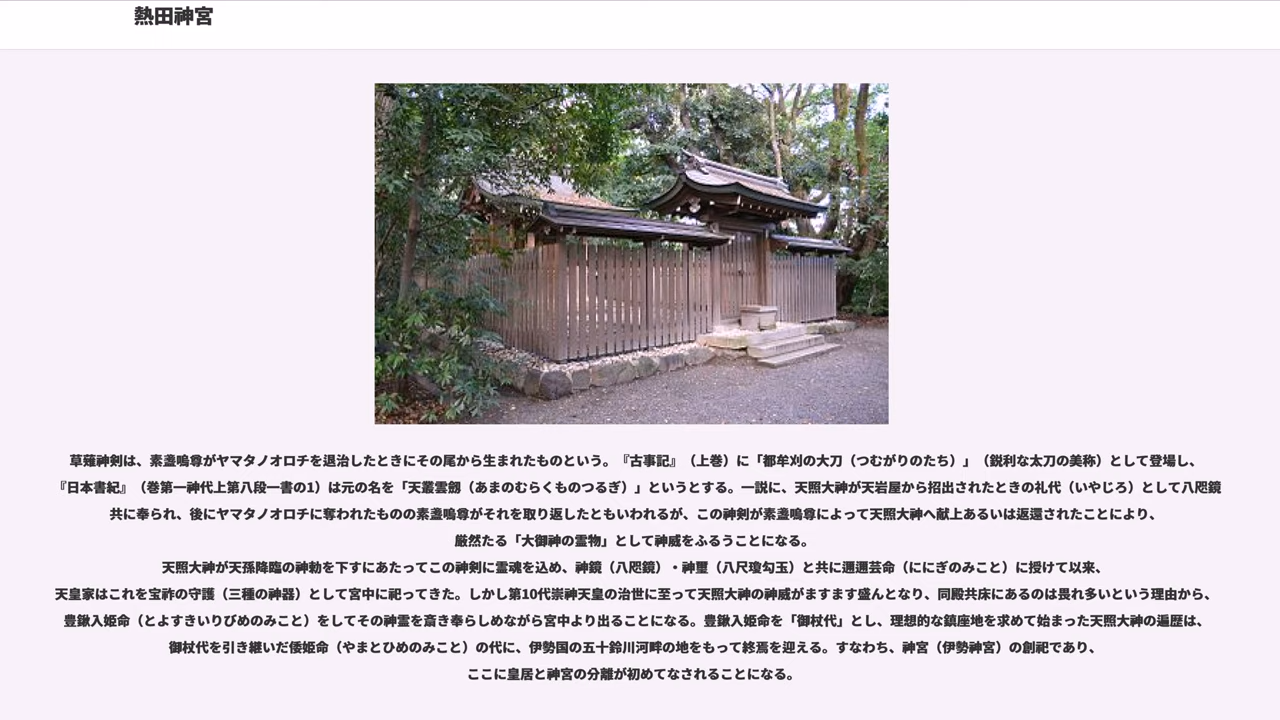 熱田神宮
草薙神剣は、素盞嗚尊がヤマタノオロチを退治したときにその尾から生まれたものという。『古事記』（上巻）に「都牟刈の大刀（つむがりのたち）」（鋭利な太刀の美称）として登場し、
『日本書紀』（巻第一神代上第八段一書の1）は元の名を「天叢雲剱（あまのむらくものつるぎ）」というとする。一説に、天照大神が天岩屋から招出されたときの礼代（いやじろ）として八咫鏡
共に奉られ、後にヤマタノオロチに奪われたものの素盞嗚尊がそれを取り返したともいわれるが、この神剣が素盞嗚尊によって天照大神へ献上あるいは返還されたことにより、
厳然たる「大御神の霊物」として神威をふるうことになる。
天照大神が天孫降臨の神勅を下すにあたってこの神剣に霊魂を込め、神鏡（八咫鏡）・神璽（八尺瓊勾玉）と共に邇邇芸命（ににぎのみこと）に授けて以来、
天皇家はこれを宝祚の守護（三種の神器）として宮中に祀ってきた。しかし第10代崇神天皇の治世に至って天照大神の神威がますます盛んとなり、同殿共床にあるのは畏れ多いという理由から、
豊鍬入姫命（とよすきいりびめのみこと）をしてその神霊を斎き奉らしめながら宮中より出ることになる。豊鍬入姫命を「御杖代」とし、理想的な鎮座地を求めて始まった天照大神の遍歴は、
御杖代を引き継いだ倭姫命（やまとひめのみこと）の代に、伊勢国の五十鈴川河畔の地をもって終焉を迎える。すなわち、神宮（伊勢神宮）の創祀であり、
ここに皇居と神宮の分離が初めてなされることになる。